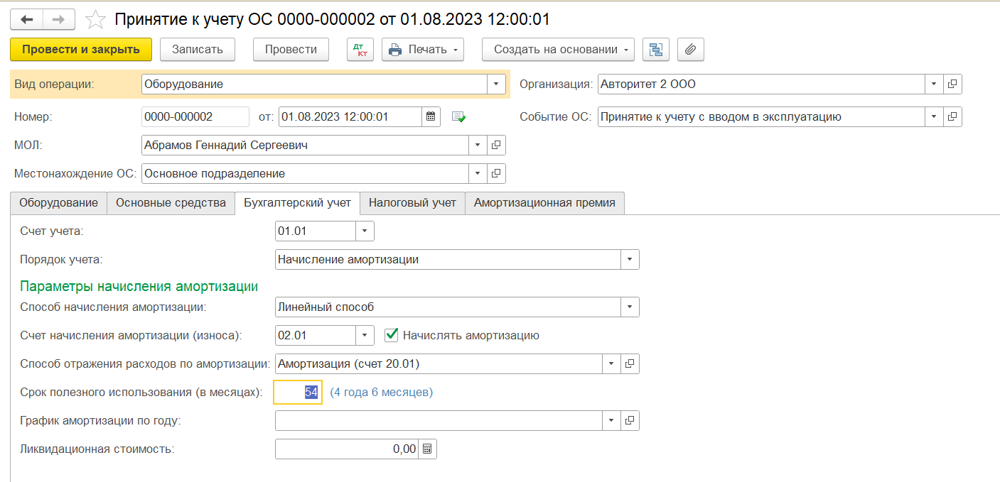 Принятие к учету ОС 0000-000002 от 01.08.2023 12:00:01
Провести и закрыть Записать Провести Дт Кт Печать Создать на основании
Вид операции: Оборудование Организация: Авторитет 2 ООО
Номер: 0000-000002 от: 01.08.2023 12:00:01 Событие ОС: Принятие к учету с вводом в эксплуатацию
МОЛ: Абрамов Геннадий Сергеевич
Местонахождение ОС: Основное подразделение
Оборудование Основные средства Бухгалтерский учет Налоговый учет Амортизационная премия
Счет учета: 01.01
Порядок учета: Начисление амортизации
Параметры начисления амортизации
Способ начисления амортизации: Линейный способ
Счет начисления амортизации (износа): 02.01 Начислять амортизацию
Способ отражения расходов по амортизации: Амортизация (счет 20.01)
Срок полезного использования (в месяцах): 54 (4 года 6 месяцев)
График амортизации по году:
Ликвидационная стоимость: 0,00